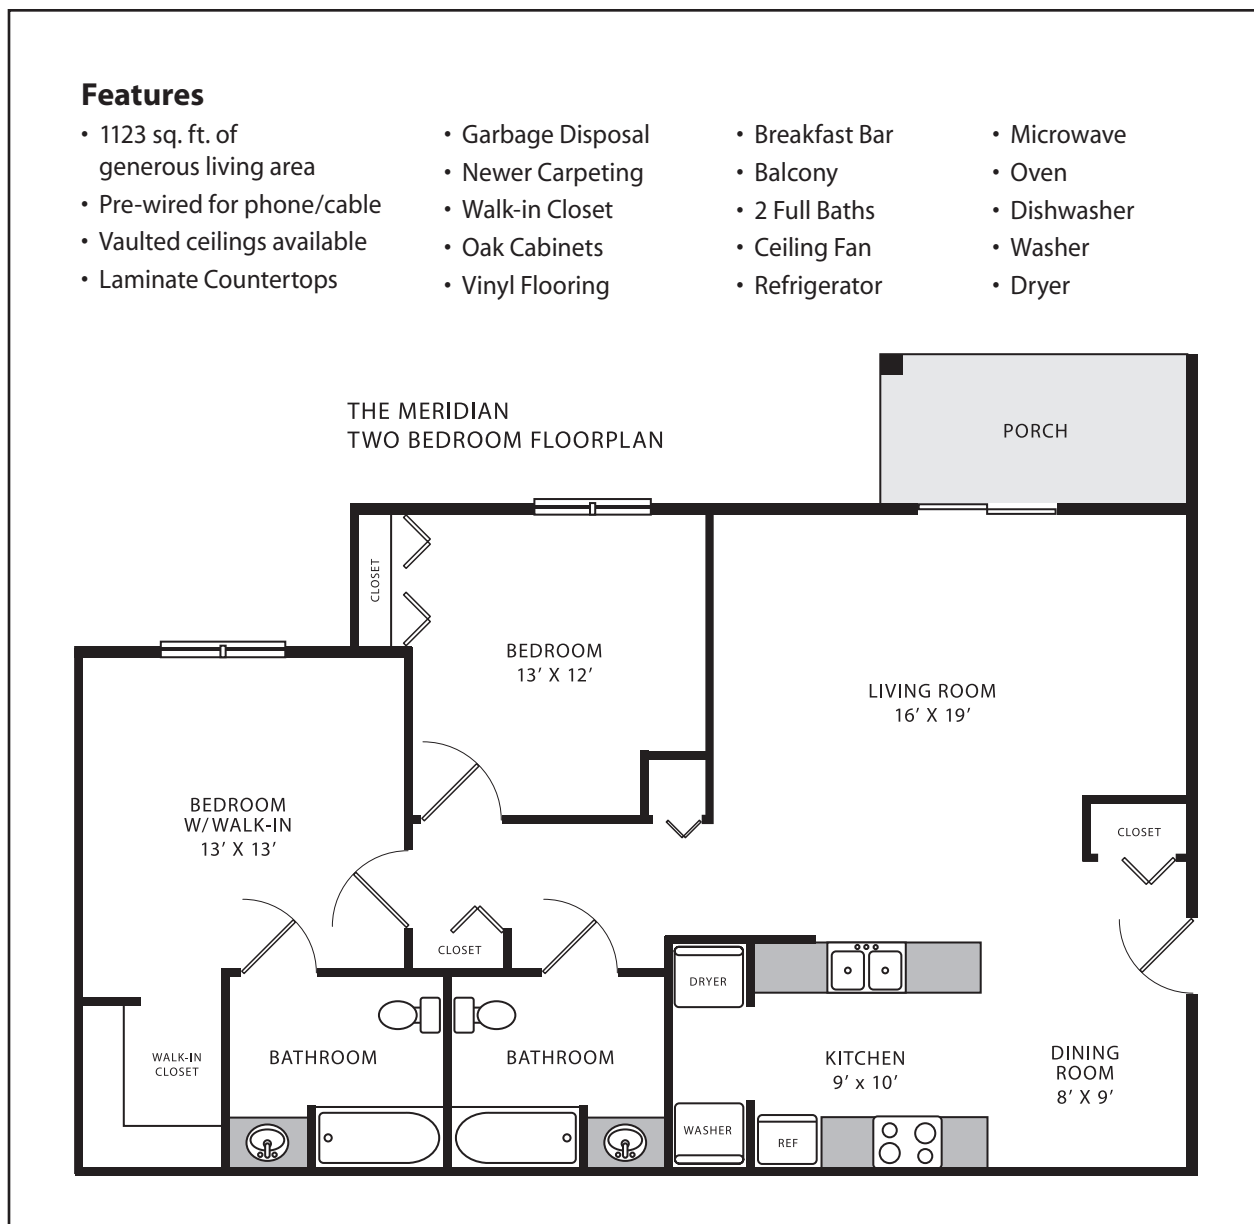 Features
• 1123 sq. ft. of
generous living area
• Pre-wired for phone/cable
• Vaulted ceilings available
• Laminate Countertops
• Garbage Disposal
• Newer Carpeting
• Walk-in Closet
• Oak Cabinets
• Vinyl Flooring
• Breakfast Bar
• Balcony
• 2 Full Baths
• Ceiling Fan
• Refrigerator
• Microwave
• Oven
• Dishwasher
• Washer
• Dryer
THE MERIDIAN
TWO BEDROOM FLOORPLAN
PORCH
CLOSET
BEDROOM
13’ X 12’
LIVING ROOM
16’ X 19’
BEDROOM
W/WALK-IN
13’ X 13’
CLOSET
CLOSET
DRYER
WALK-IN
CLOSET
BATHROOM
BATHROOM
KITCHEN
9’ x 10’
DINING
ROOM
8’ X 9’
WASHER
REF